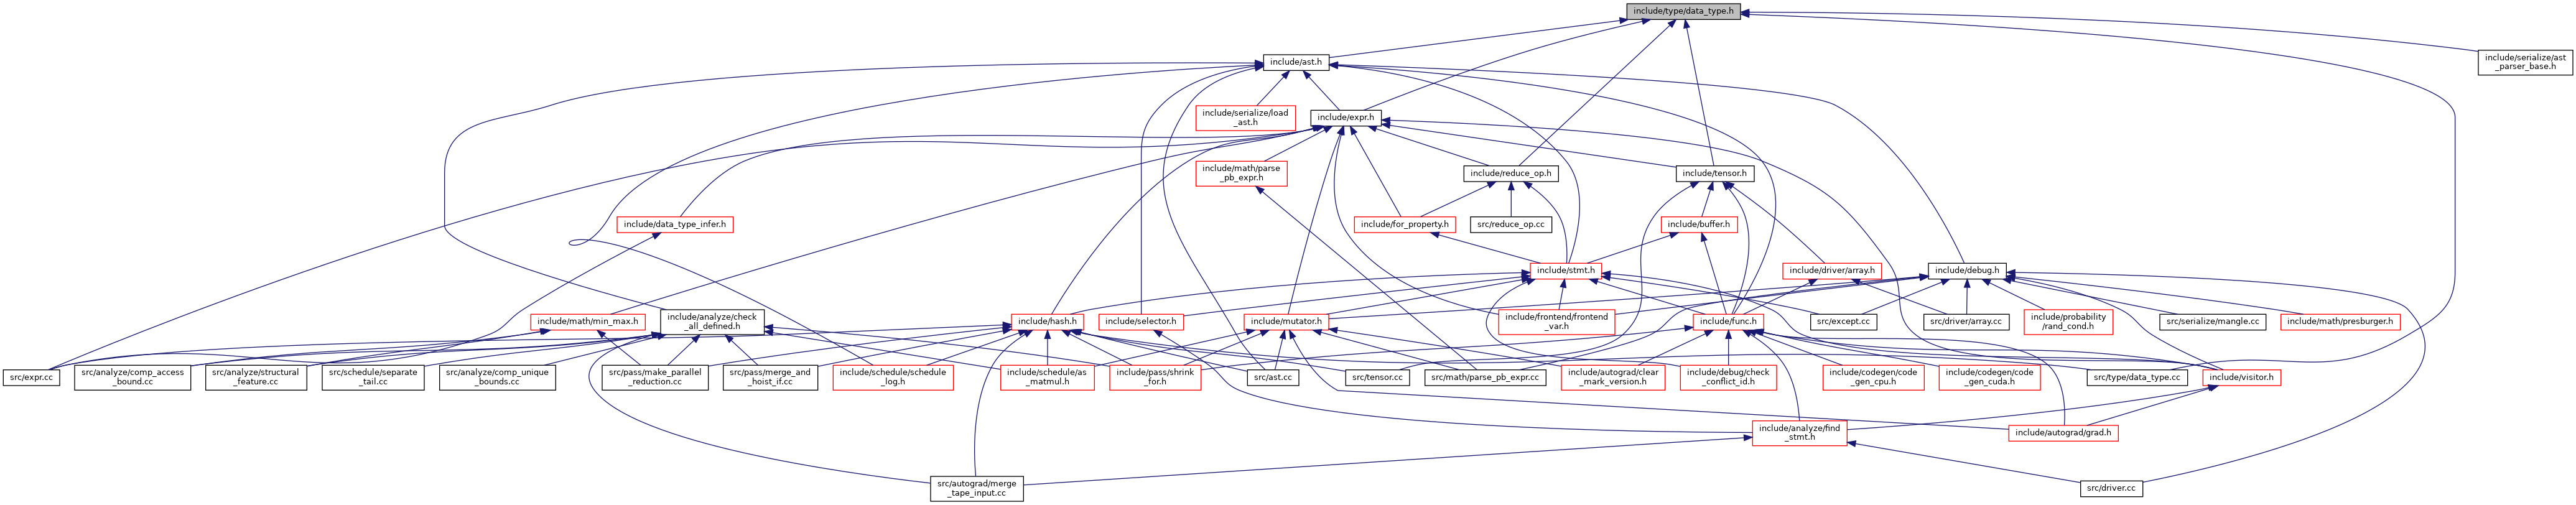 include/type/data_type.h
include/serialize/ast
_parser_base.h
include/ast.h
include/serialize/load
_ast.h
include/expr.h
include/math/parse
_pb_expr.h
include/reduce_op.h
include/tensor.h
include/data_type_infer.h
include/for_property.h
src/reduce_op.cc
include/buffer.h
include/stmt.h
include/driver/array.h
include/debug.h
include/math/min_max.h
include/analyze/check
_all_defined.h
include/hash.h
include/selector.h
include/mutator.h
include/frontend/frontend
_var.h
include/func.h
src/except.cc
src/driver/array.cc
include/probability
/rand_cond.h
src/serialize/mangle.cc
include/math/presburger.h
src/expr.cc
src/analyze/comp_access
_bound.cc
src/analyze/structural
_feature.cc
src/schedule/separate
_tail.cc
src/analyze/comp_unique
_bounds.cc
src/pass/make_parallel
_reduction.cc
src/pass/merge_and
_hoist_if.cc
include/schedule/schedule
_log.h
include/schedule/as
_matmul.h
include/pass/shrink
_for.h
src/ast.cc
src/tensor.cc
src/math/parse_pb_expr.cc
include/autograd/clear
_mark_version.h
include/debug/check
_conflict_id.h
include/codegen/code
_gen_cpu.h
include/codegen/code
_gen_cuda.h
src/type/data_type.cc
include/visitor.h
include/analyze/find
_stmt.h
include/autograd/grad.h
src/autograd/merge
_tape_input.cc
src/driver.cc